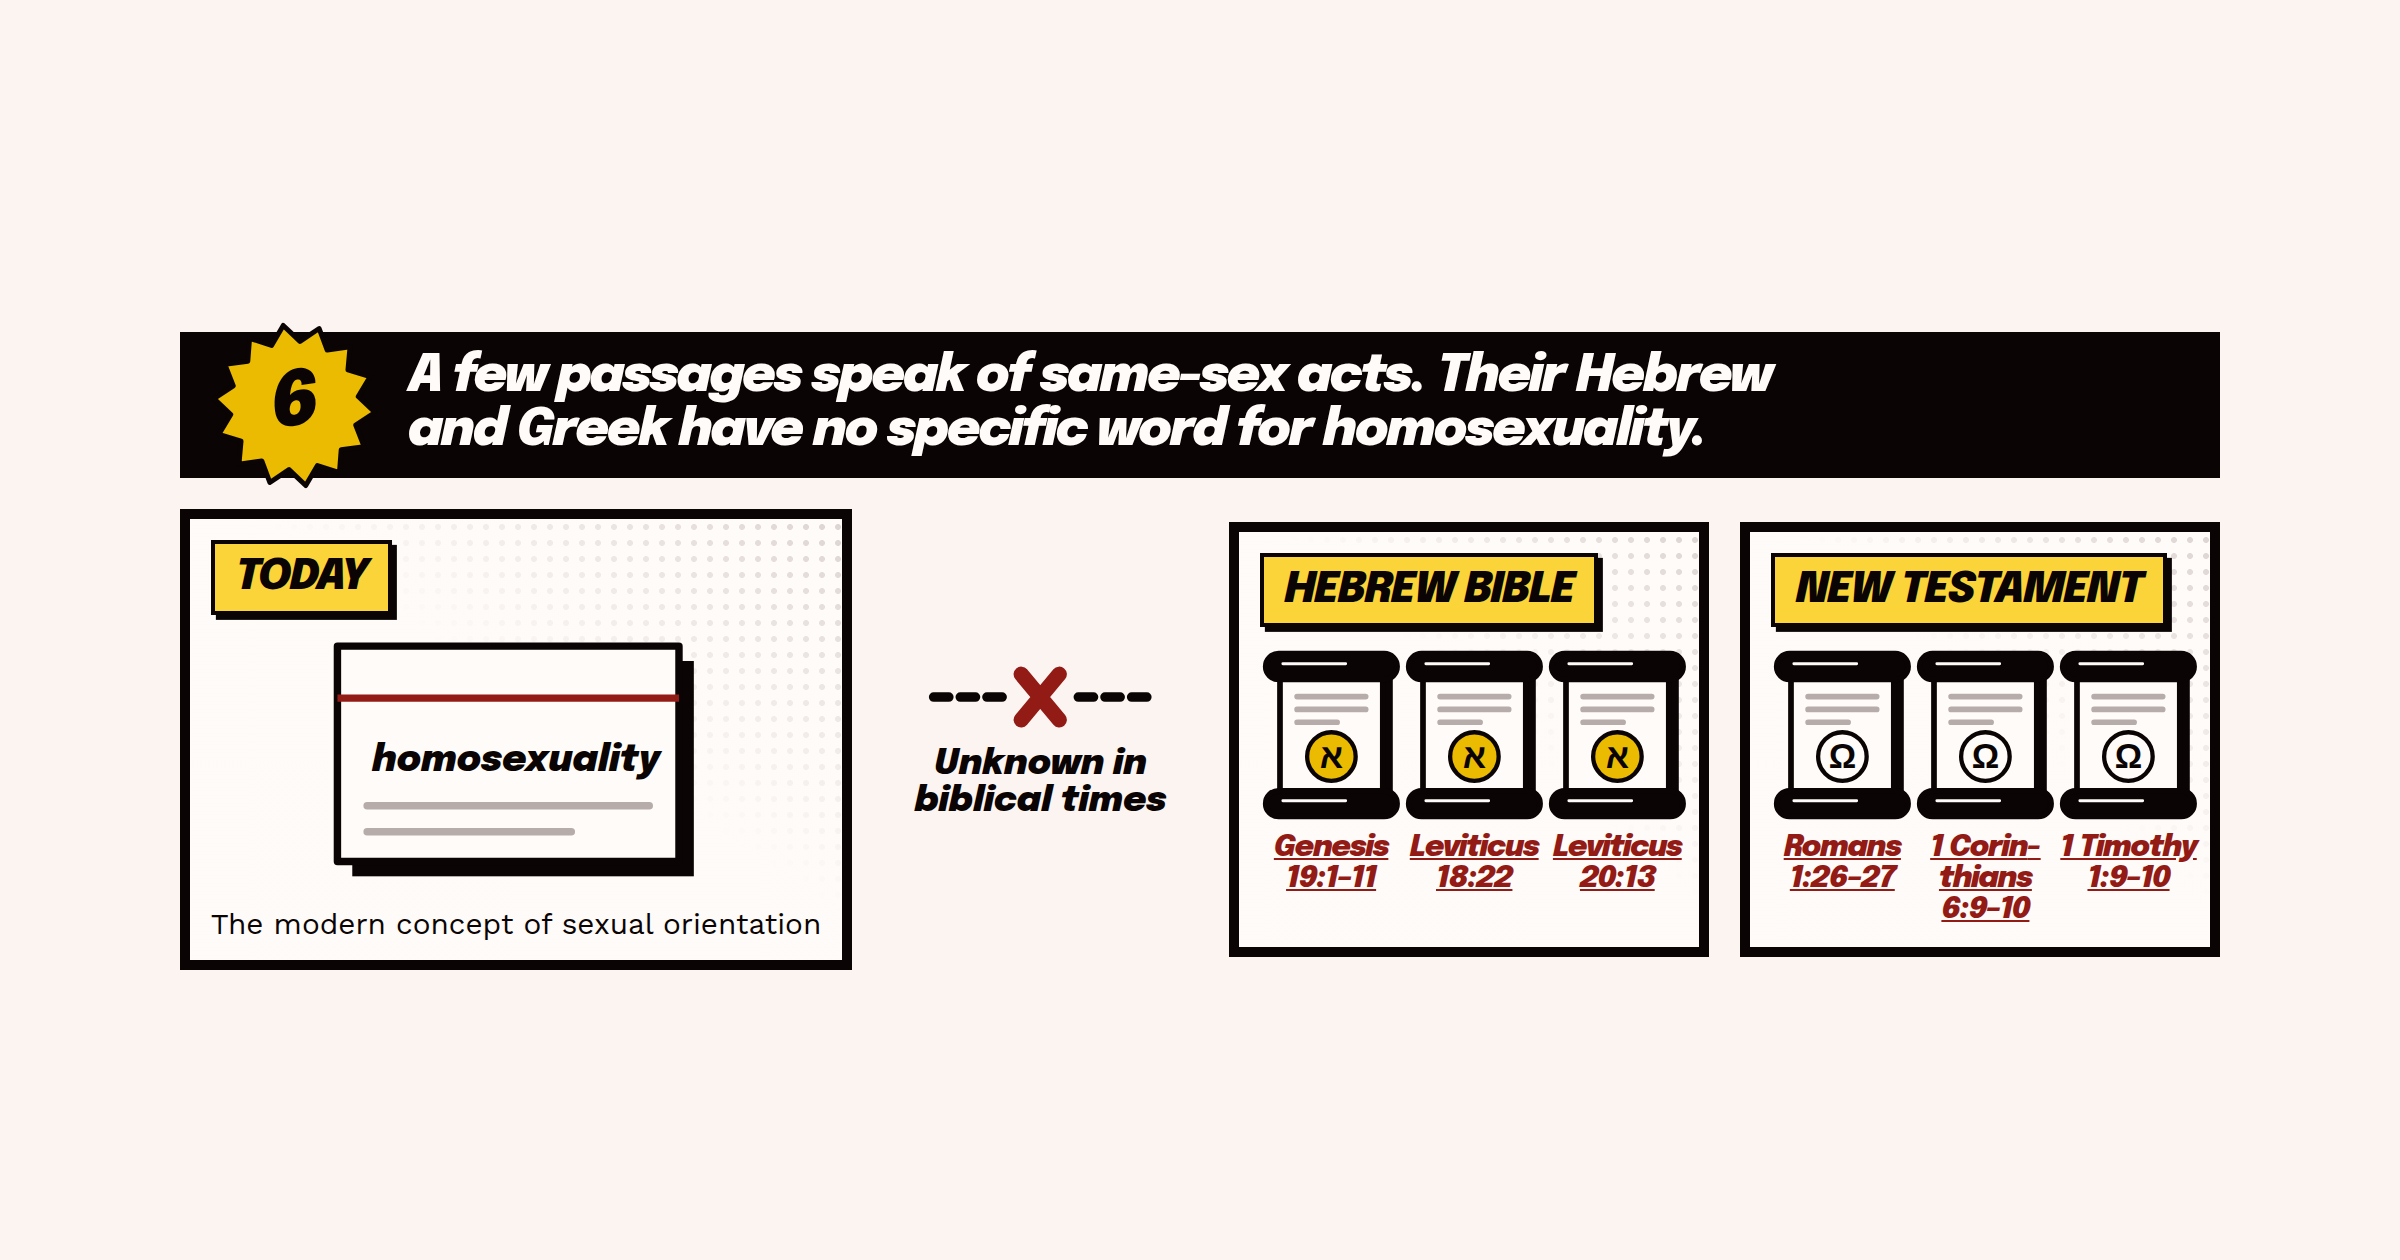 6
A few passages speak of same-sex acts. Their Hebrew
and Greek have no specific word for homosexuality.
TODAY
homosexuality
The modern concept of sexual orientation
Unknown in
biblical times
HEBREW BIBLE
א
א
א
Genesis
19:1–11
Leviticus
18:22
Leviticus
20:13
NEW TESTAMENT
Ω
Ω
Ω
Romans
1:26–27
1 Corin-
thians
6:9–10
1 Timothy
1:9–10